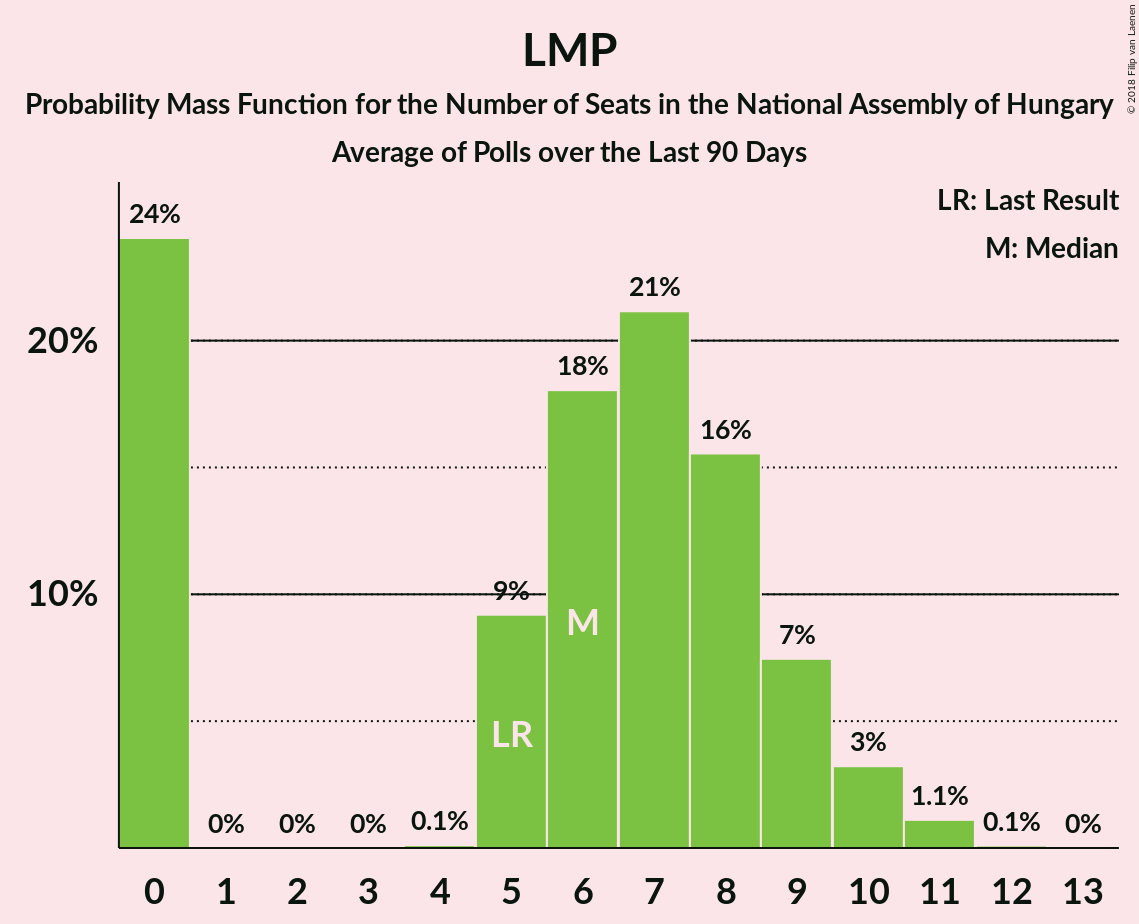 LMP
Probability Mass Function for the Number of Seats in the National Assembly of Hungary
Average of Polls over the Last 90 Days
© 2018 Filip van Laenen
LR: Last Result
M: Median
24%
21%
20%
18%
16%
10%
9%
M
7%
LR
3%
1.1%
0% 0% 0% 0.1% 0.1% 0%
0 1 2 3 4 5 6 7 8 9 10 11 12 13